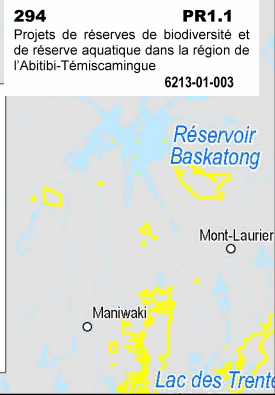 294 PR1.1
Projets de réserves de biodiversité et
de réserve aquatique dans la région de
l'Abitibi-Témiscamingue
6213-01-003
Réservoir
Baskatong
Mont-Laurier
Maniwaki
Lac des Trente